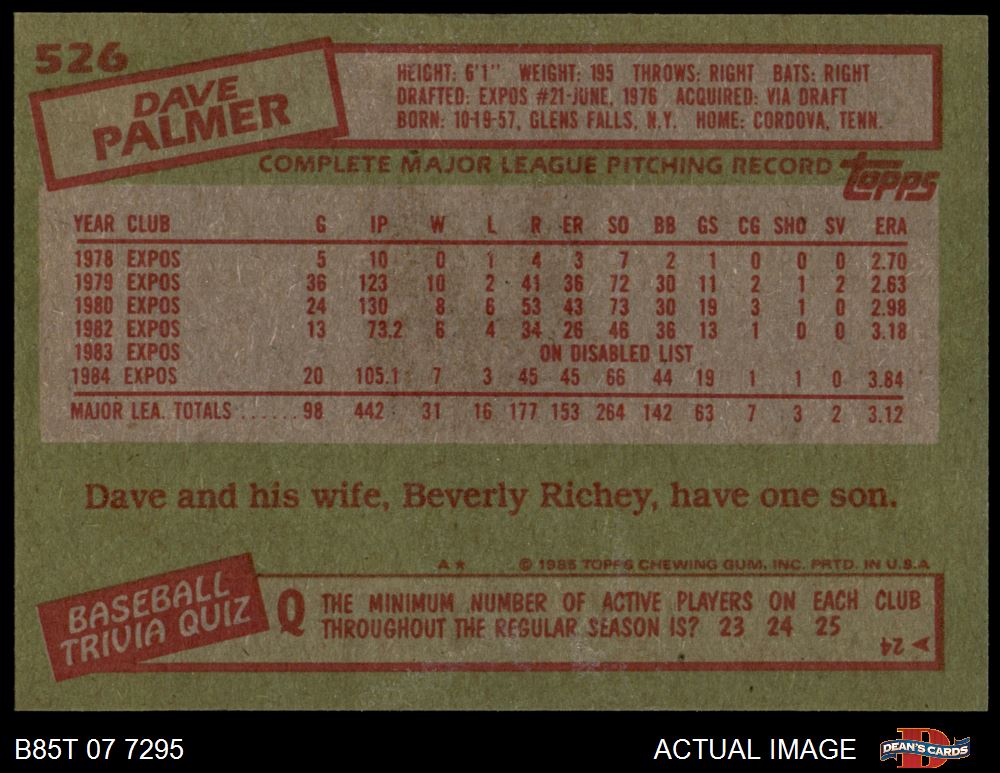 526
DAVE
PALMER
HEIGHT: 6'1" WEIGHT: 195 THROWS: RIGHT BATS: RIGHT
DRAFTED: EXPOS #21-JUNE, 1976 ACQUIRED: VIA DRAFT
BORN: 10-19-57, GLENS FALLS, N.Y. HOME: CORDOVA, TENN.
COMPLETE MAJOR LEAGUE PITCHING RECORD
Topps
YEAR CLUB G IP W L R ER SO BB GS CG SHO SV ERA
1978 EXPOS 5 10 0 1 4 3 7 2 1 0 0 0 2.70
1979 EXPOS 36 123 10 2 41 36 72 30 11 2 1 2 2.63
1980 EXPOS 24 130 8 6 53 43 73 30 19 3 1 0 2.98
1982 EXPOS 13 73.2 6 4 34 26 46 36 13 1 0 0 3.18
1983 EXPOS ON DISABLED LIST
1984 EXPOS 20 105.1 7 3 45 45 66 44 19 1 1 0 3.84
MAJOR LEA. TOTALS ...... 98 442 31 16 177 153 264 142 63 7 3 2 3.12
Dave and his wife, Beverly Richey, have one son.
A* © 1985 TOPPS CHEWING GUM, INC. PRTD. IN U.S.A.
BASEBALL
TRIVIA QUIZ
Q THE MINIMUM NUMBER OF ACTIVE PLAYERS ON EACH CLUB
THROUGHOUT THE REGULAR SEASON IS? 23 24 25
A 24
B85T 07 7295
ACTUAL IMAGE
DEAN'S CARDS